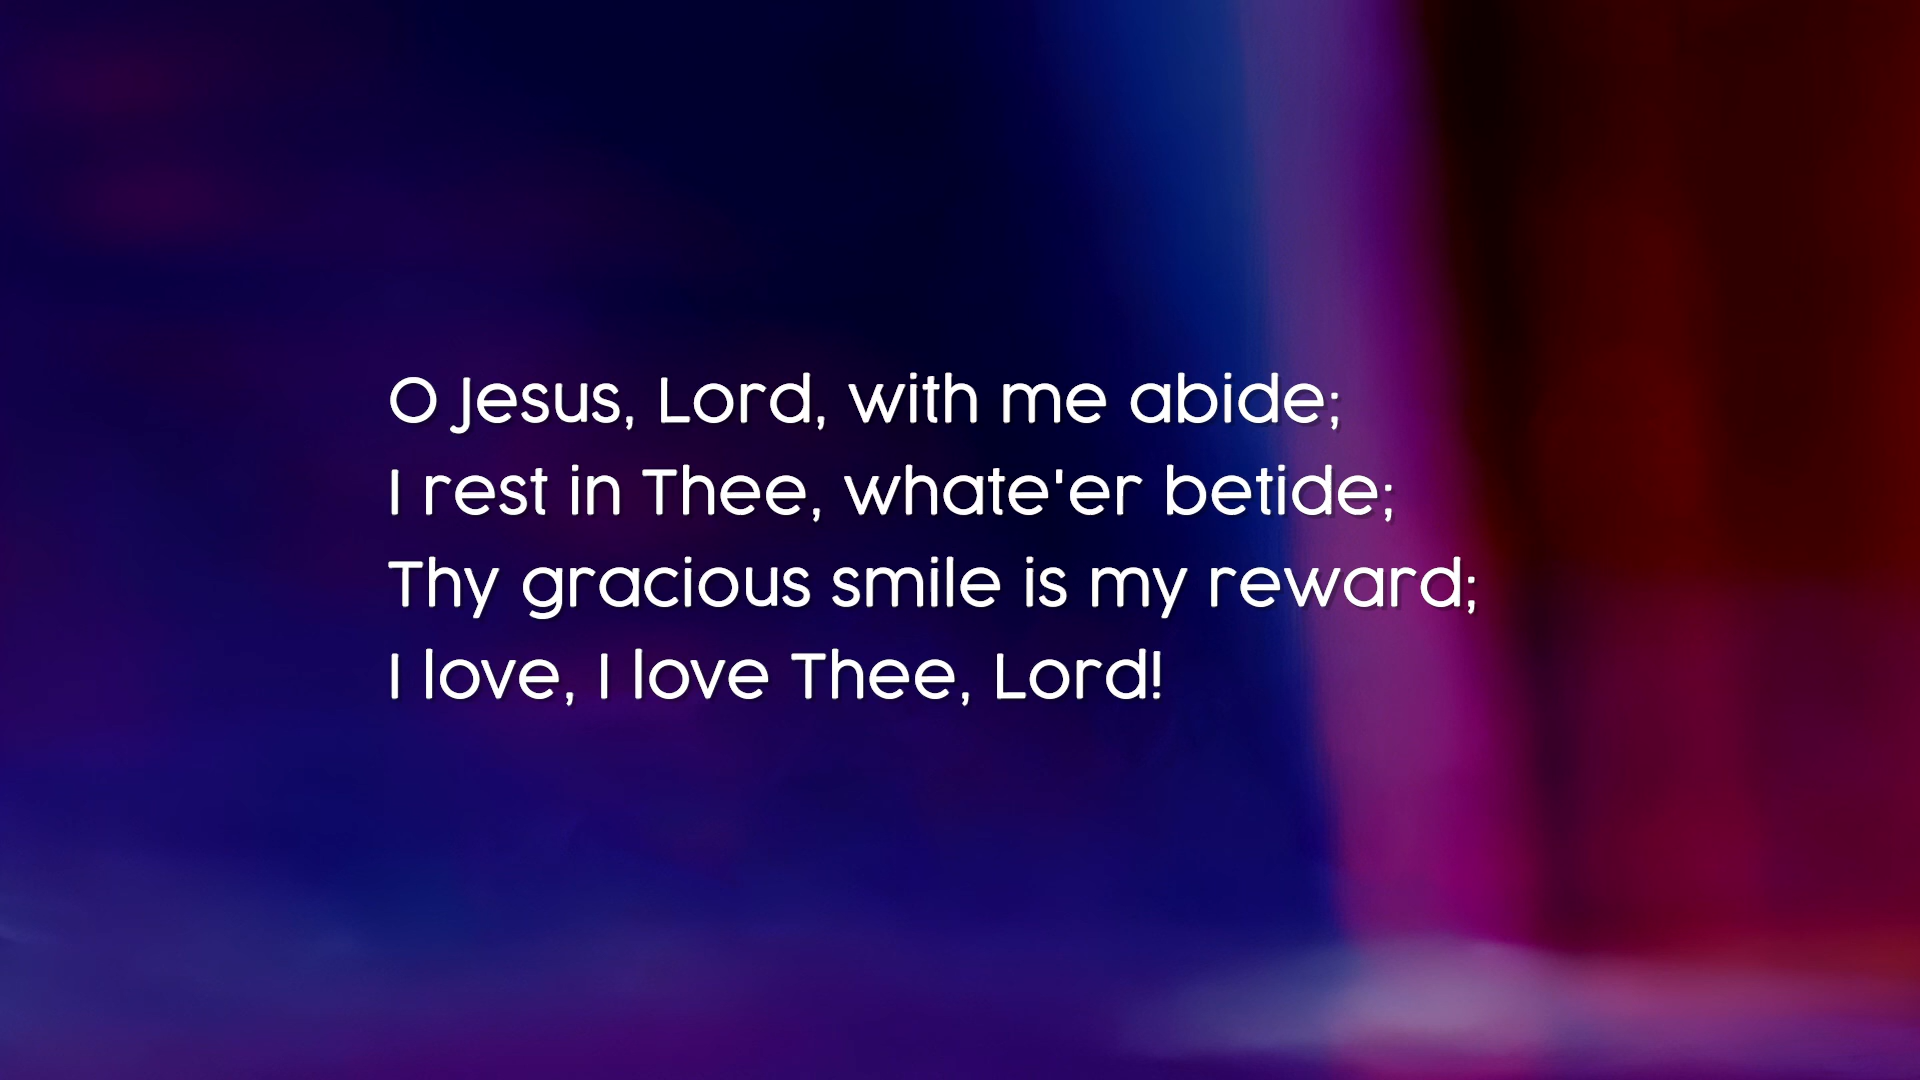 O Jesus, Lord, with me abide;
I rest in Thee, whate'er betide;
Thy gracious smile is my reward;
I love, I love Thee, Lord!